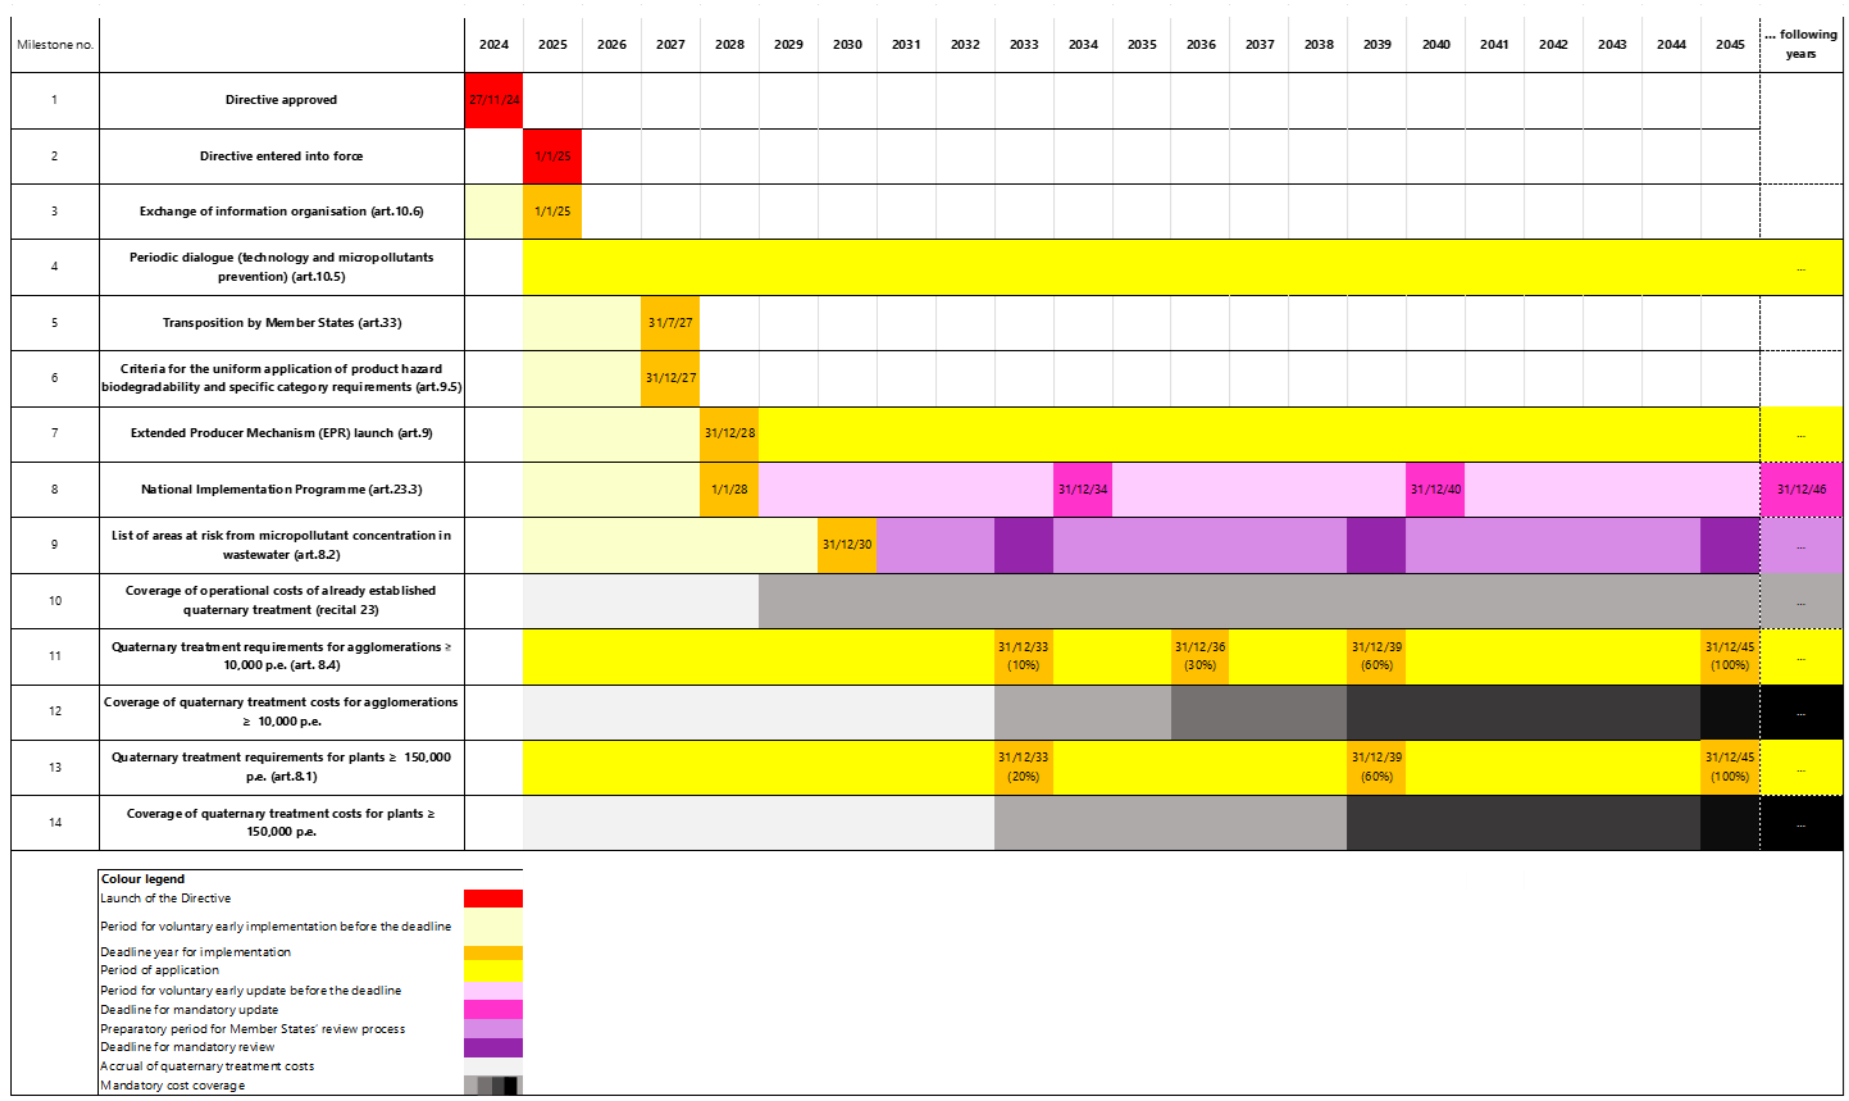 Milestone no. 2024 2025 2026 2027 2028 2029 2030 2031 2032 2033 2034 2035 2036 2037 2038 2039 2040 2041 2042 2043 2044 2045 ... following
years
1 Directive approved 27/11/24
2 Directive entered into force 1/1/25
3 Exchange of information organisation (art.10.6) 1/1/25
4 Periodic dialogue (technology and micropollutants
prevention) (art.10.5) ...
5 Transposition by Member States (art.33) 31/7/27
6 Criteria for the uniform application of product hazard
biodegradability and specific category requirements (art.9.5) 31/12/27
7 Extended Producer Mechanism (EPR) launch (art.9) 31/12/28 ...
8 National Implementation Programme (art.23.3) 1/1/28 31/12/34 31/12/40 31/12/46
9 List of areas at risk from micropollutant concentration in
wastewater (art.8.2) 31/12/30 ...
10 Coverage of operational costs of already established
quaternary treatment (recital 23) ...
11 Quaternary treatment requirements for agglomerations ≥ 31/12/33 31/12/36 31/12/39 31/12/45
10,000 p.e. (art. 8.4) (10%) (30%) (60%) (100%) ...
12 Coverage of quaternary treatment costs for agglomerations
≥ 10,000 p.e. ...
13 Quaternary treatment requirements for plants ≥ 150,000 31/12/33 31/12/39 31/12/45
p.e. (art.8.1) (20%) (60%) (100%) ...
14 Coverage of quaternary treatment costs for plants ≥
150,000 p.e. ...
Colour legend
Launch of the Directive
Period for voluntary early implementation before the deadline
Deadline year for implementation
Period of application
Period for voluntary early update before the deadline
Deadline for mandatory update
Preparatory period for Member States' review process
Deadline for mandatory review
Accrual of quaternary treatment costs
Mandatory cost coverage